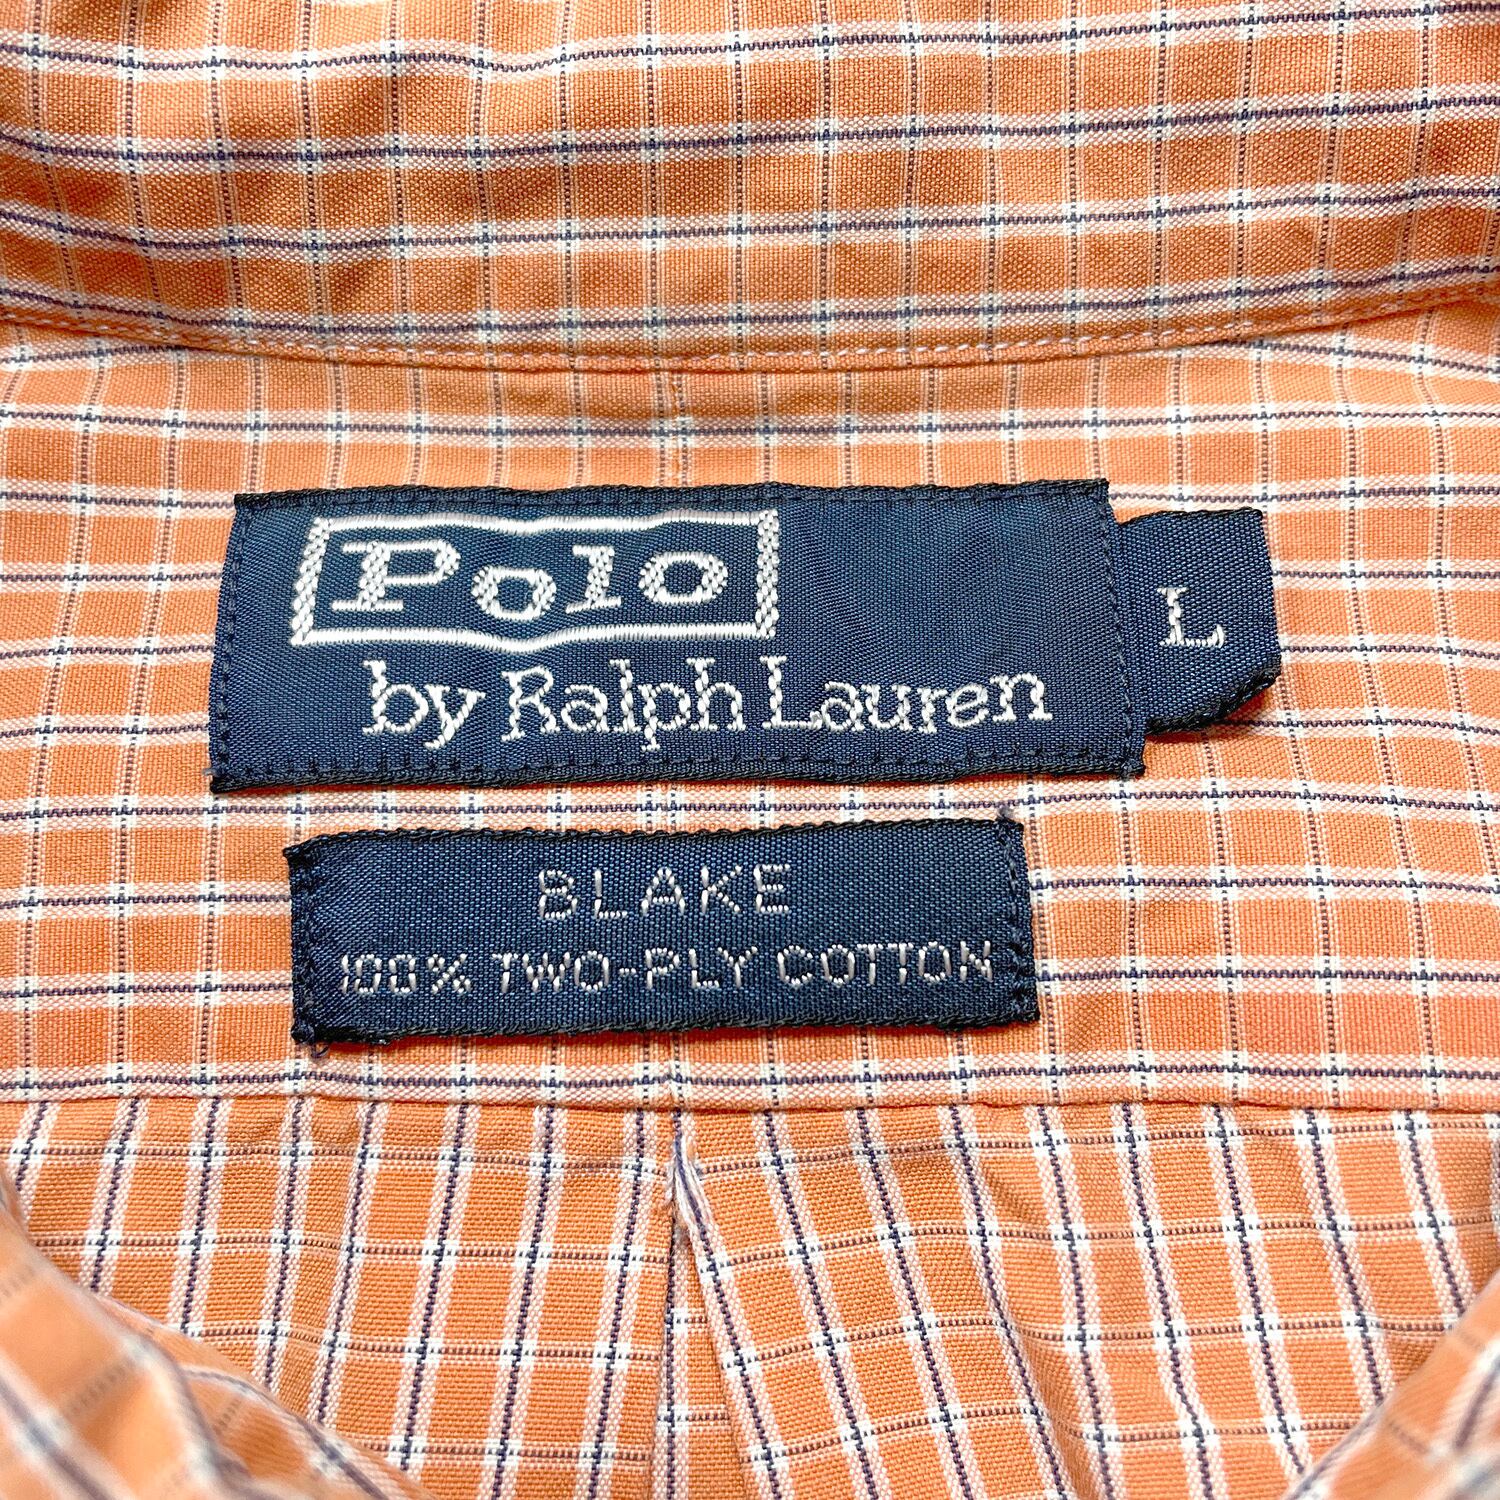 Polo
by Ralph Lauren
L
BLAKE
100% TWO-PLY COTTON